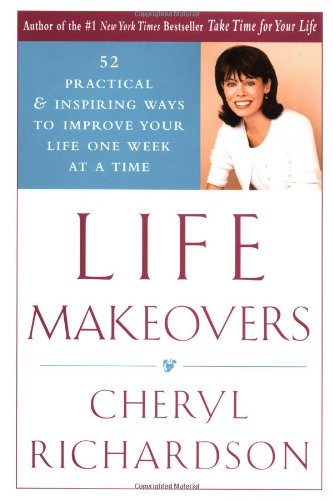 Author of the #1 New York Times Bestseller Take Time for Your Life
52
PRACTICAL
& INSPIRING WAYS
TO IMPROVE YOUR
LIFE ONE WEEK
AT A TIME
LIFE
MAKEOVERS
CHERYL
RICHARDSON